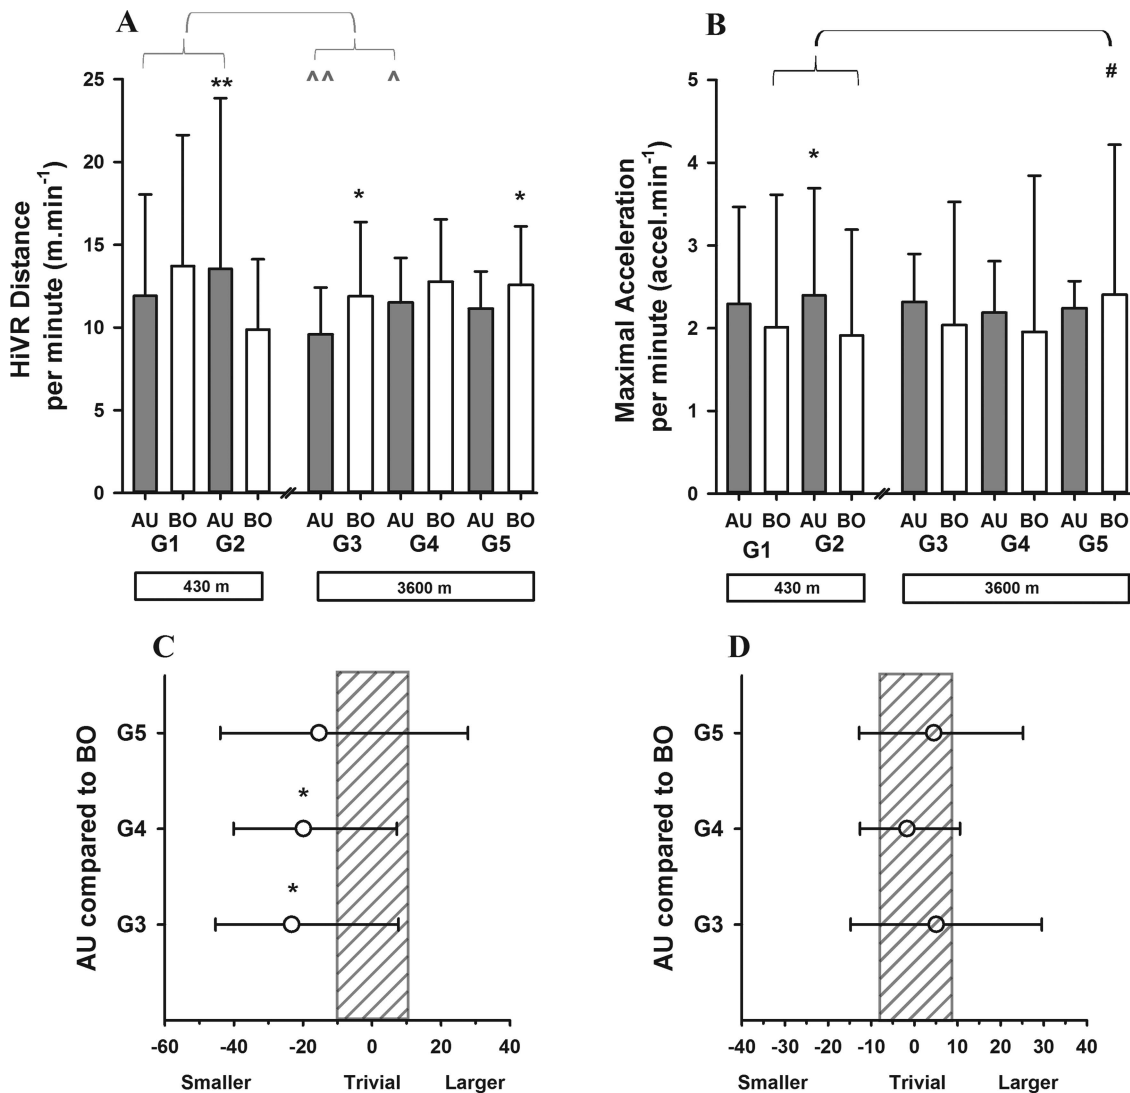 A
^^ ^
**
*
*
25
20
15
10
5
0
HiVR Distance
per minute (m.min-1)
AU BO AU BO AU BO AU BO AU BO
G1 G2 G3 G4 G5
430 m 3600 m
B
#
*
5
4
3
2
1
0
Maximal Acceleration
per minute (accel.min-1)
AU BO AU BO AU BO AU BO AU BO
G1 G2 G3 G4 G5
430 m 3600 m
C
AU compared to BO
G5
*
G4
*
G3
-60 -40 -20 0 20 40
Smaller Trivial Larger
D
AU compared to BO
G5
G4
G3
-40 -30 -20 -10 0 10 20 30 40
Smaller Trivial Larger